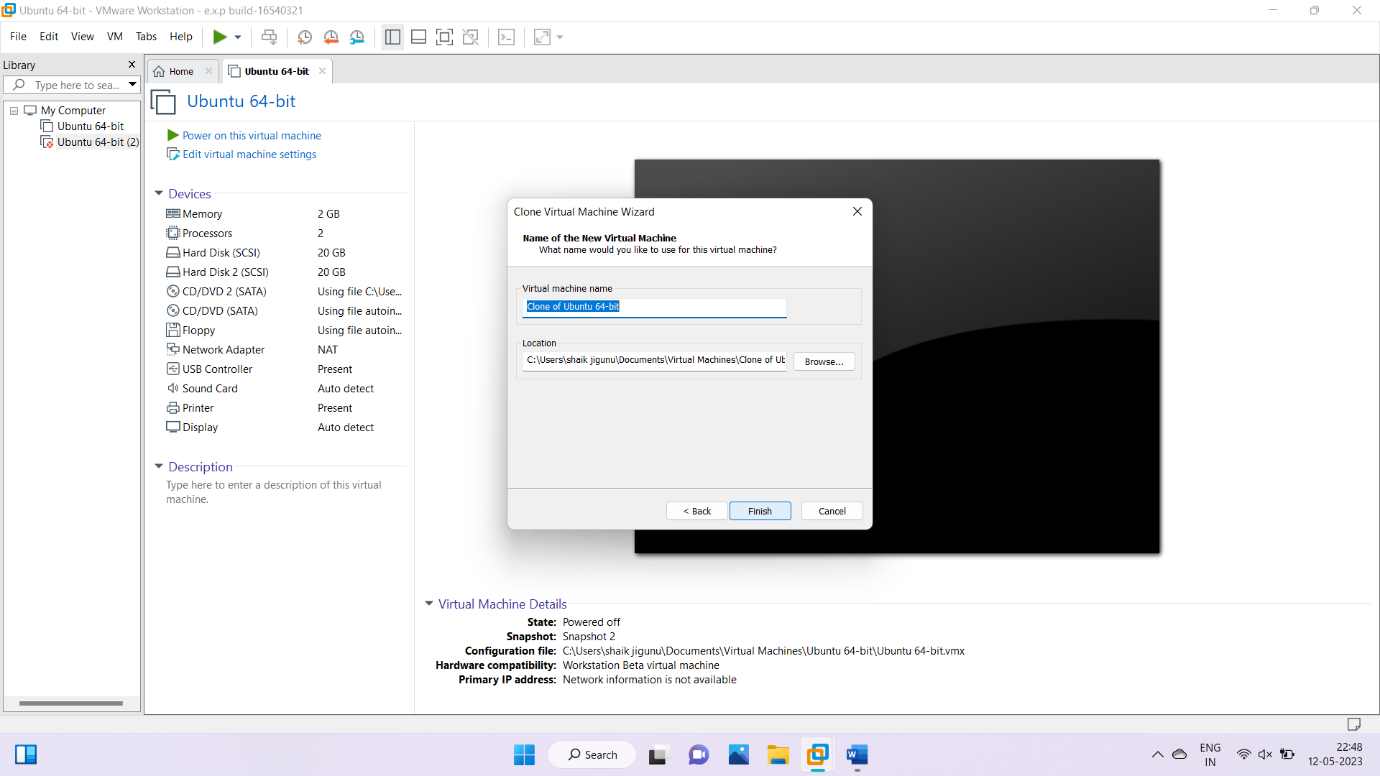 Ubuntu 64-bit - VMware Workstation - e.x.p build-16540321
File Edit View VM Tabs Help
Library
Type here to sea...
My Computer
Ubuntu 64-bit
Ubuntu 64-bit (2)
Home
Ubuntu 64-bit
Ubuntu 64-bit
Power on this virtual machine
Edit virtual machine settings
Devices
Memory 2 GB
Processors 2
Hard Disk (SCSI) 20 GB
Hard Disk 2 (SCSI) 20 GB
CD/DVD 2 (SATA) Using file C:\Use...
CD/DVD (SATA) Using file autoin...
Floppy Using file autoin...
Network Adapter NAT
USB Controller Present
Sound Card Auto detect
Printer Present
Display Auto detect
Description
Type here to enter a description of this virtual
machine.
Clone Virtual Machine Wizard
Name of the New Virtual Machine
What name would you like to use for this virtual machine?
Virtual machine name
Clone of Ubuntu 64-bit
Location
C:\Users\shaik jigunu\Documents\Virtual Machines\Clone of Ub
Browse...
< Back Finish Cancel
Virtual Machine Details
State: Powered off
Snapshot: Snapshot 2
Configuration file: C:\Users\shaik jigunu\Documents\Virtual Machines\Ubuntu 64-bit\Ubuntu 64-bit.vmx
Hardware compatibility: Workstation Beta virtual machine
Primary IP address: Network information is not available
Search
ENG
IN
22:48
12-05-2023